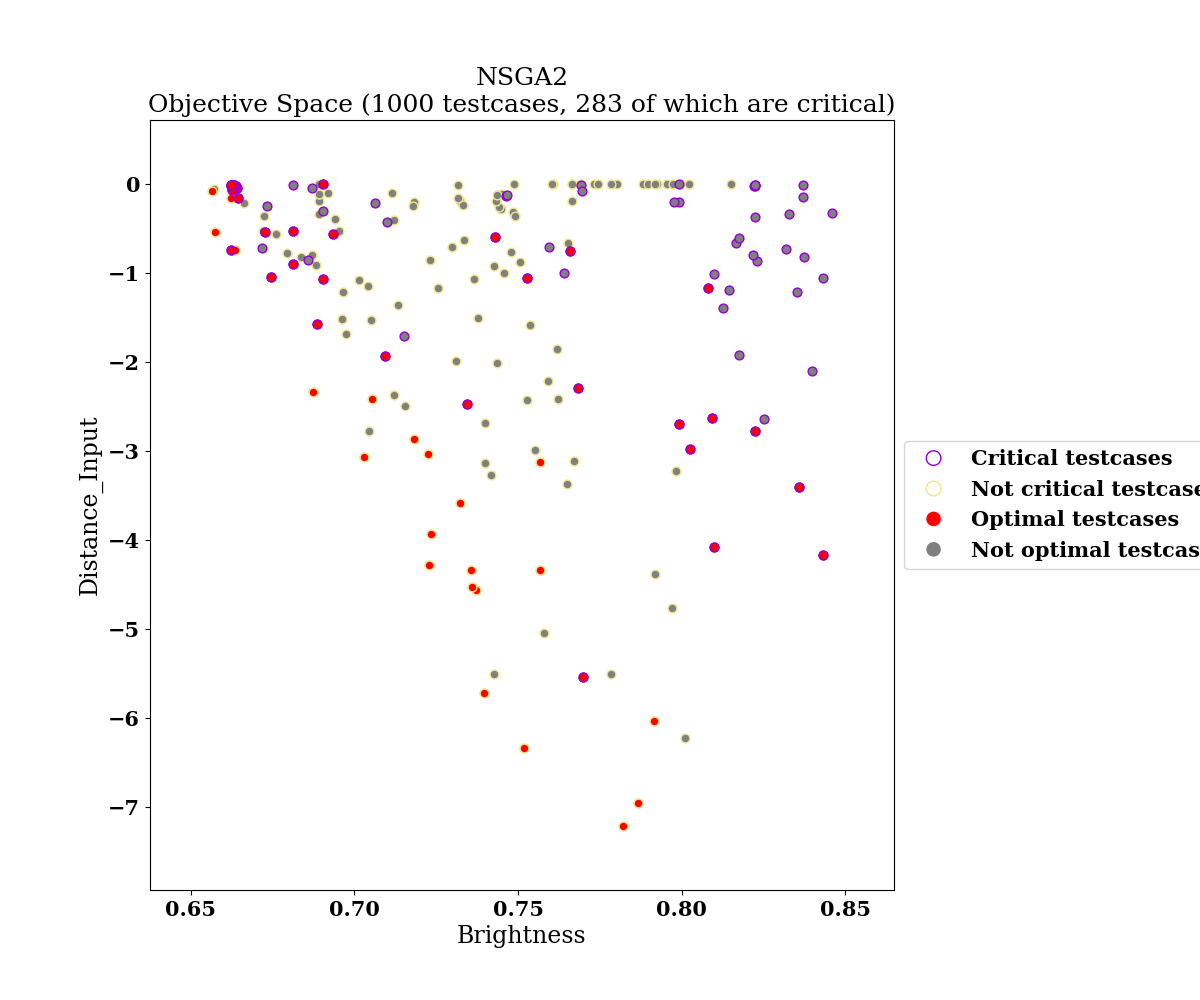 NSGA2
Objective Space (1000 testcases, 283 of which are critical)
0
−1
−2
−3
−4
−5
−6
−7
Distance_Input
0.65 0.70 0.75 0.80 0.85
Brightness
Critical testcases
Not critical testcase
Optimal testcases
Not optimal testcas